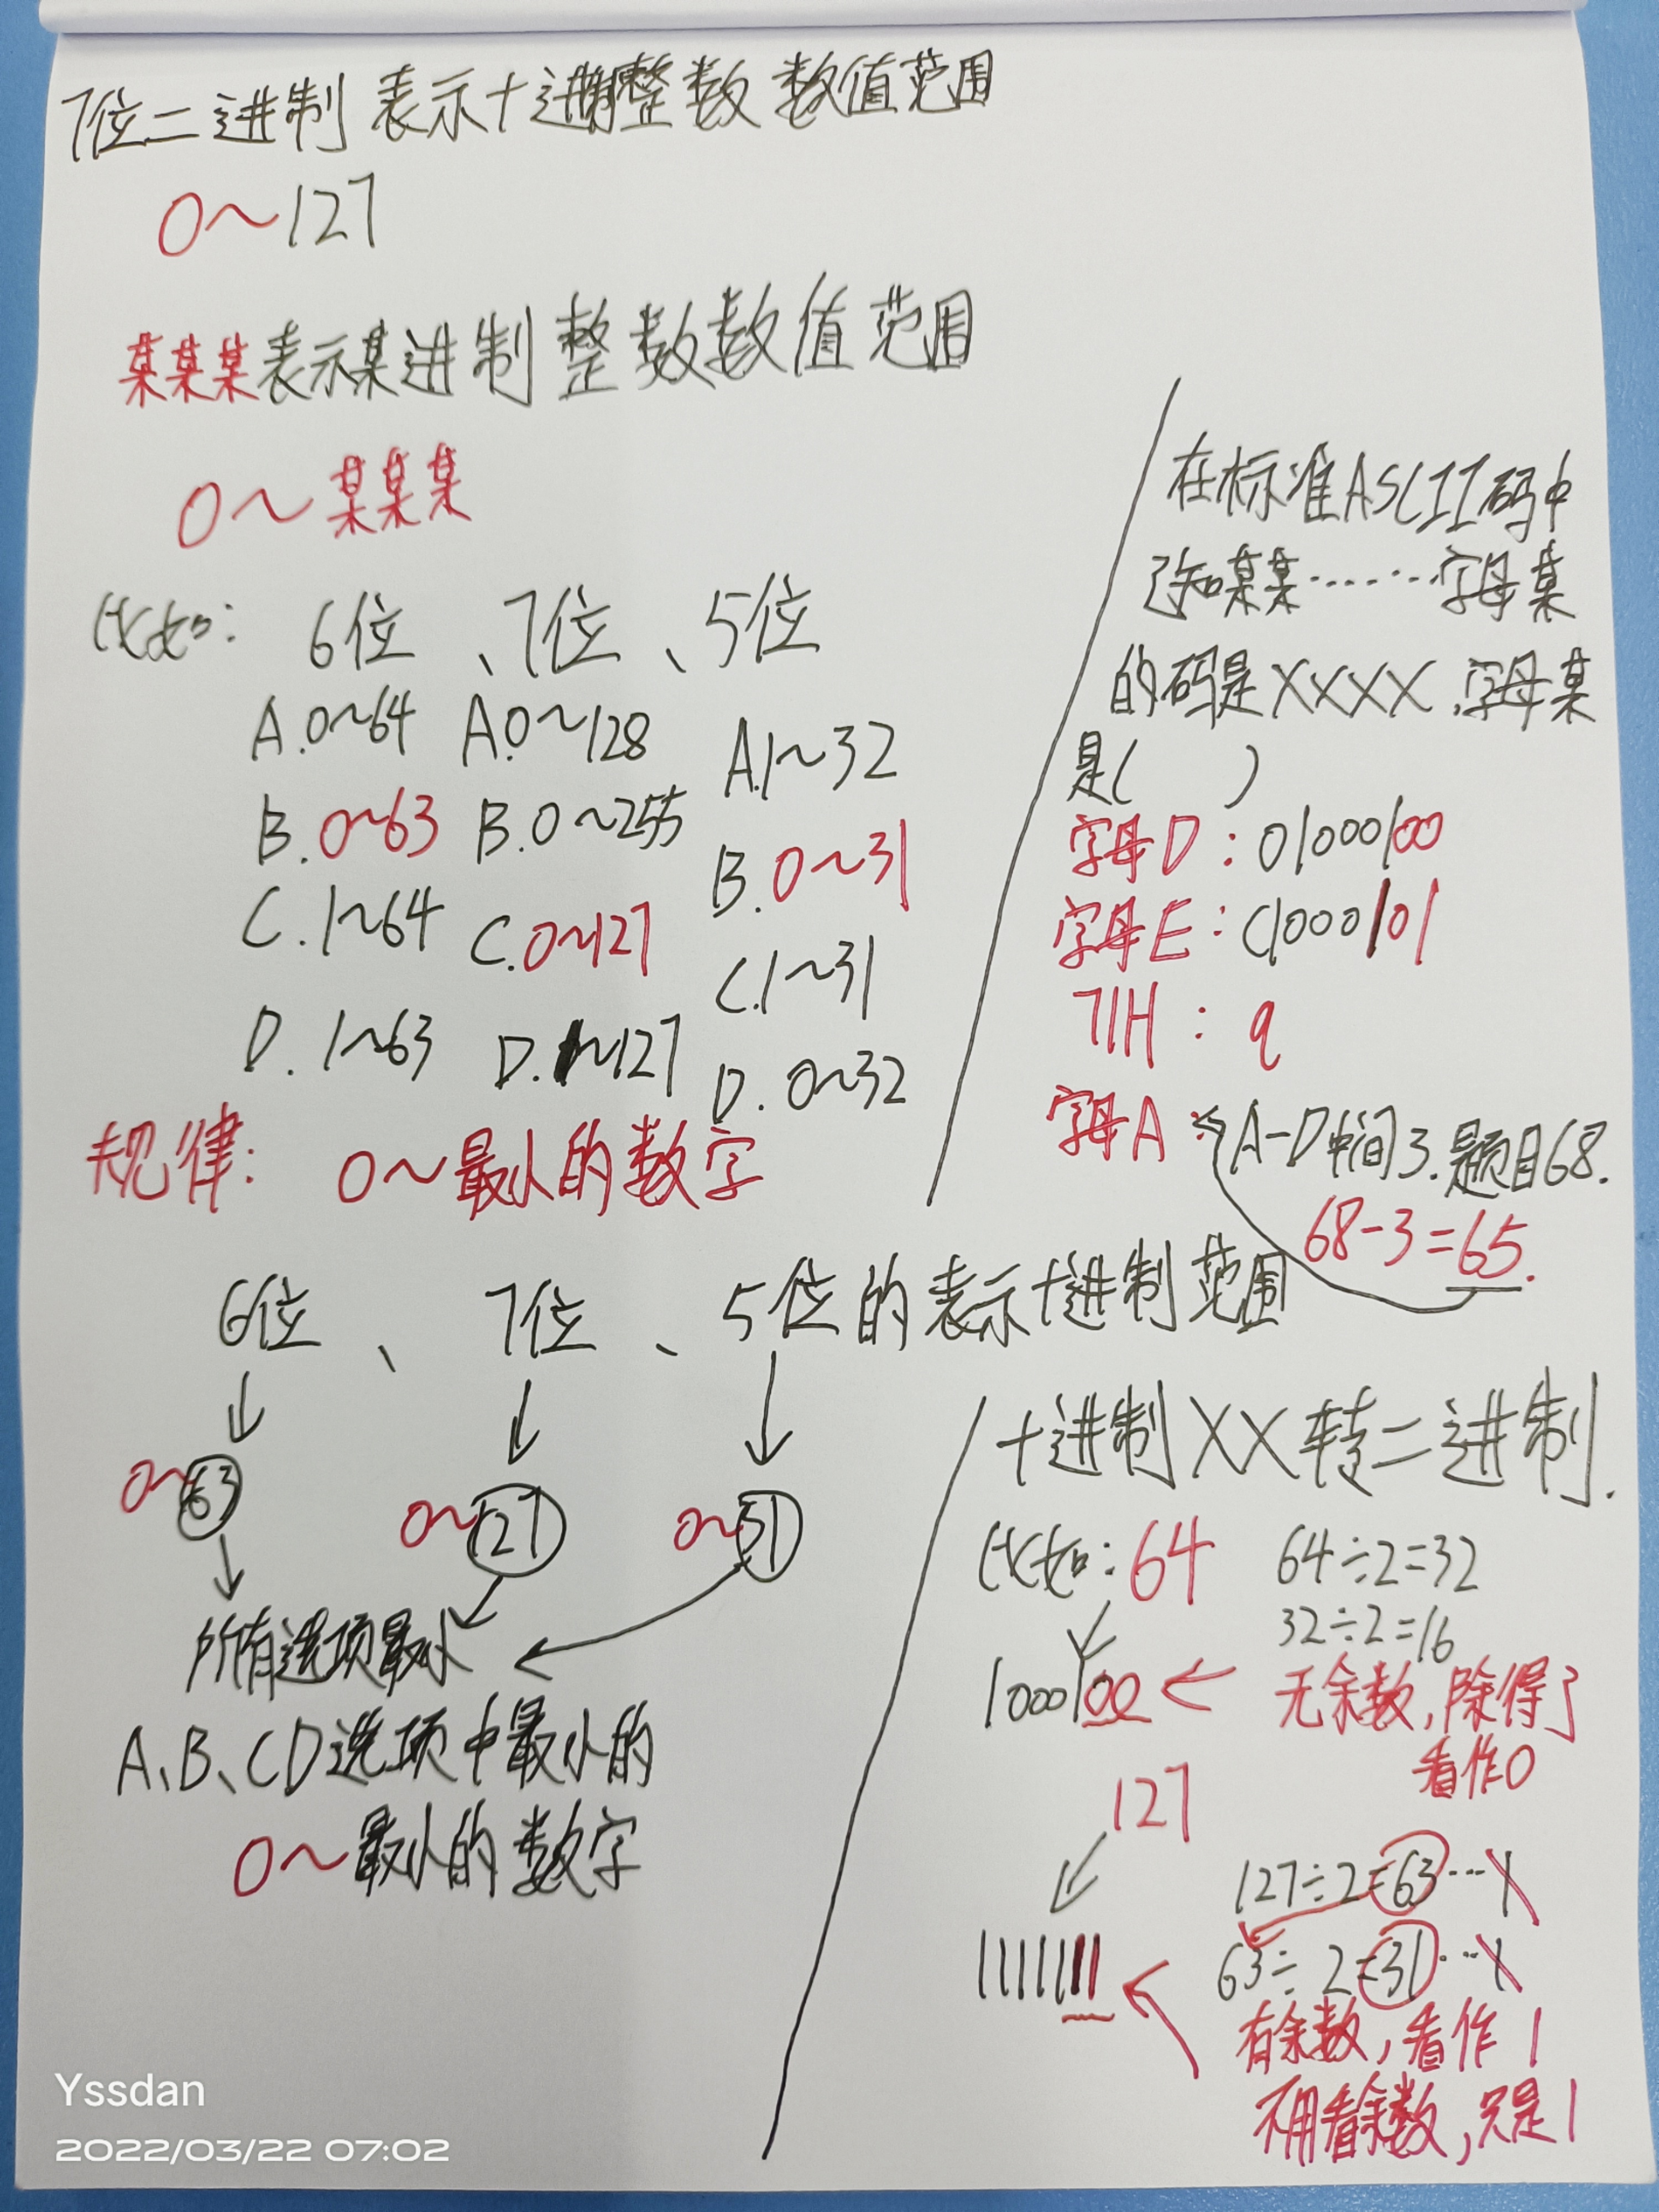 7位二进制 表示十进制整数 数值范围
0～127
某某某表示某进制整数数值范围
0～某某某
比如： 6位、7位、5位
A.0～64 A.0～128 A.1～32
B.0～63 B.0～255 B.0～31
C.1～64 C.0～127 C.1～31
D.1～63 D.1～127 D.0～32
规律： 0～最小的数字
在标准ASCII码中
已知某某……字母某
的码是XXXX，字母某
是( )
字母D：01000100
字母E：01000101
71H：q
字母A：A-D中间3.题目68.
68-3=65.
6位、7位、5位的表示十进制范围
0～63 0～127 0～31
所有选项最小
A、B、CD选项中最小的
0～最小的数字
十进制XX转二进制.
比如：64 64÷2=32
32÷2=16
1000100 无余数，除得了
看作0
127
127÷2=63…1
1111111 63÷2=31…1
有余数，看作1
不用看余数，只是1
Yssdan
2022/03/22 07:02